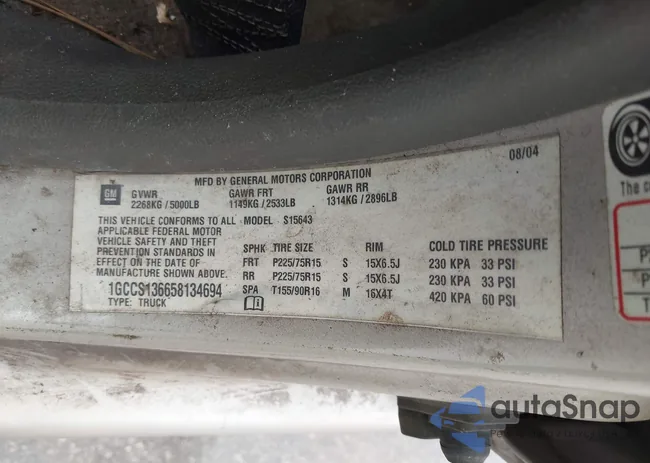 MFD BY GENERAL MOTORS CORPORATION 08/04
GM GVWR GAWR FRT GAWR RR
2268KG / 5000LB 1149KG / 2533LB 1314KG / 2896LB
THIS VEHICLE CONFORMS TO ALL MODEL S15643
APPLICABLE FEDERAL MOTOR
VEHICLE SAFETY AND THEFT
PREVENTION STANDARDS IN SPHK TIRE SIZE RIM COLD TIRE PRESSURE
EFFECT ON THE DATE OF FRT P225/75R15 S 15X6.5J 230 KPA 33 PSI
MANUFACTURE SHOWN ABOVE. RR P225/75R15 S 15X6.5J 230 KPA 33 PSI
1GCCS136658134694 SPA T155/90R16 M 16X4T 420 KPA 60 PSI
TYPE: TRUCK
The c
autoSnap